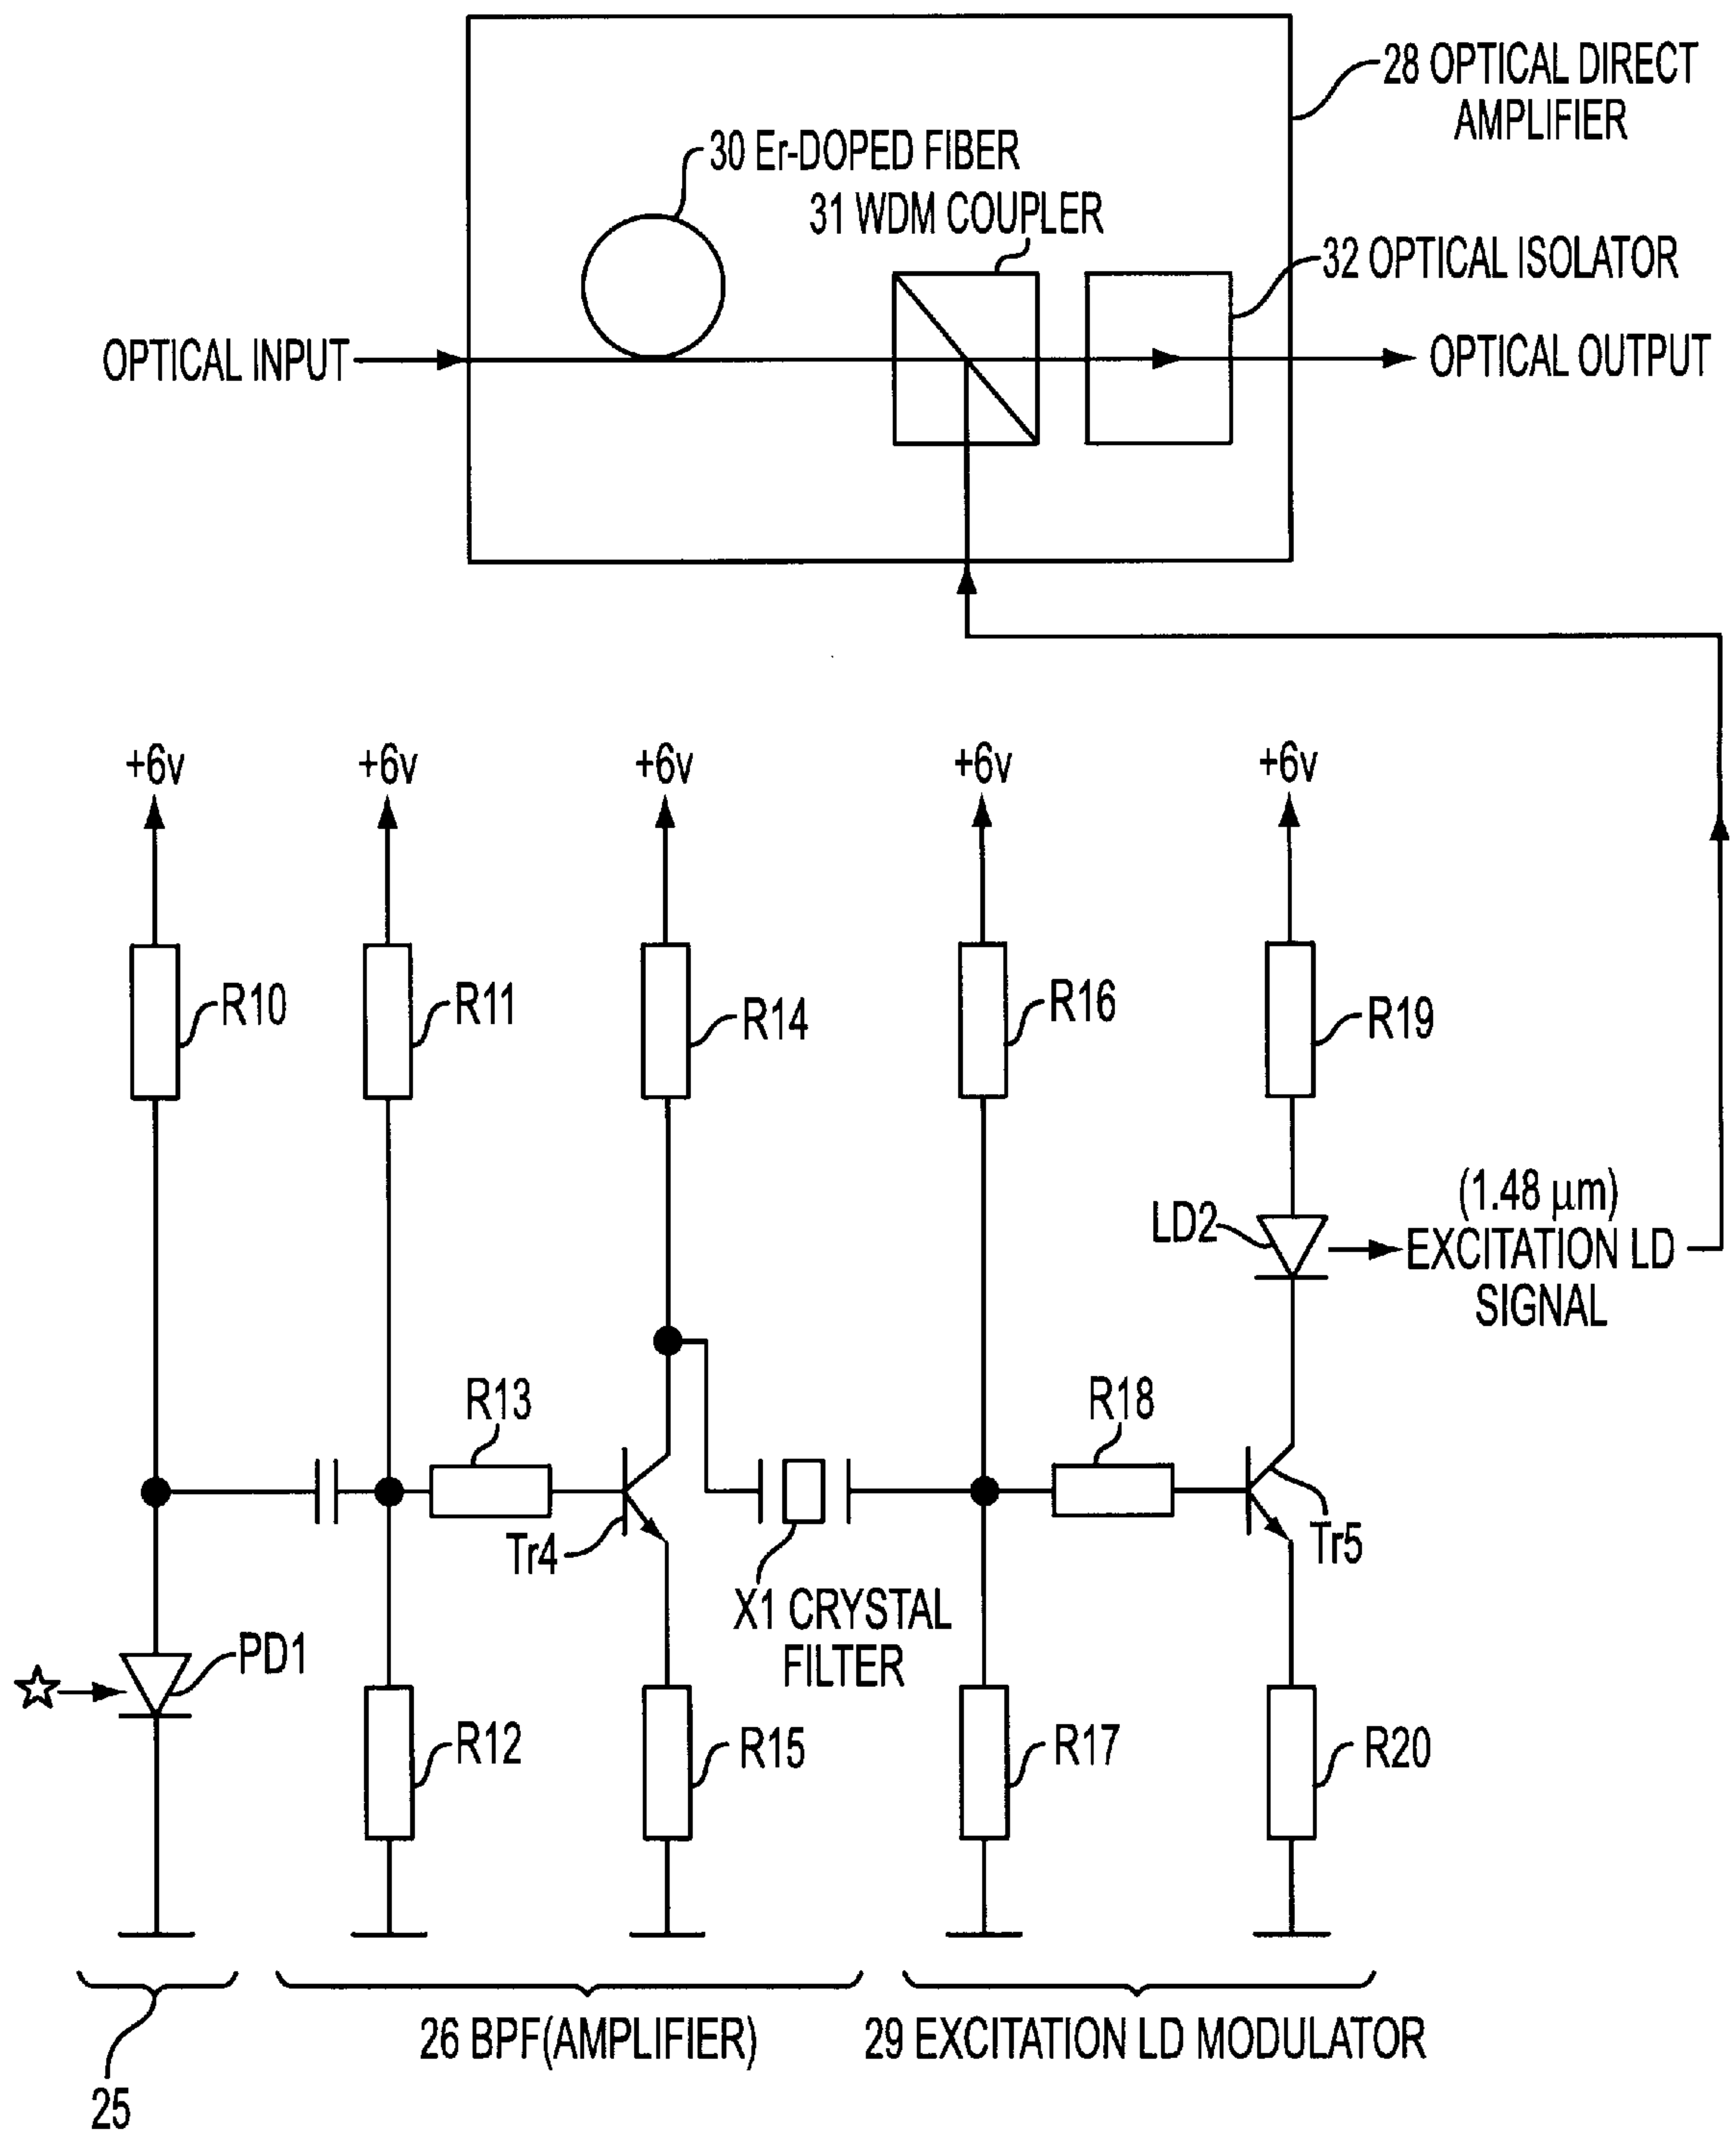 28 OPTICAL DIRECT
AMPLIFIER
30 Er-DOPED FIBER
31 WDM COUPLER
32 OPTICAL ISOLATOR
OPTICAL INPUT
OPTICAL OUTPUT
+6v
+6v
+6v
+6v
+6v
R10
R11
R14
R16
R19
(1.48 µm)
LD2
EXCITATION LD
SIGNAL
R13
R18
Tr4
Tr5
X1 CRYSTAL
FILTER
PD1
R12
R15
R17
R20
26 BPF(AMPLIFIER)
29 EXCITATION LD MODULATOR
25